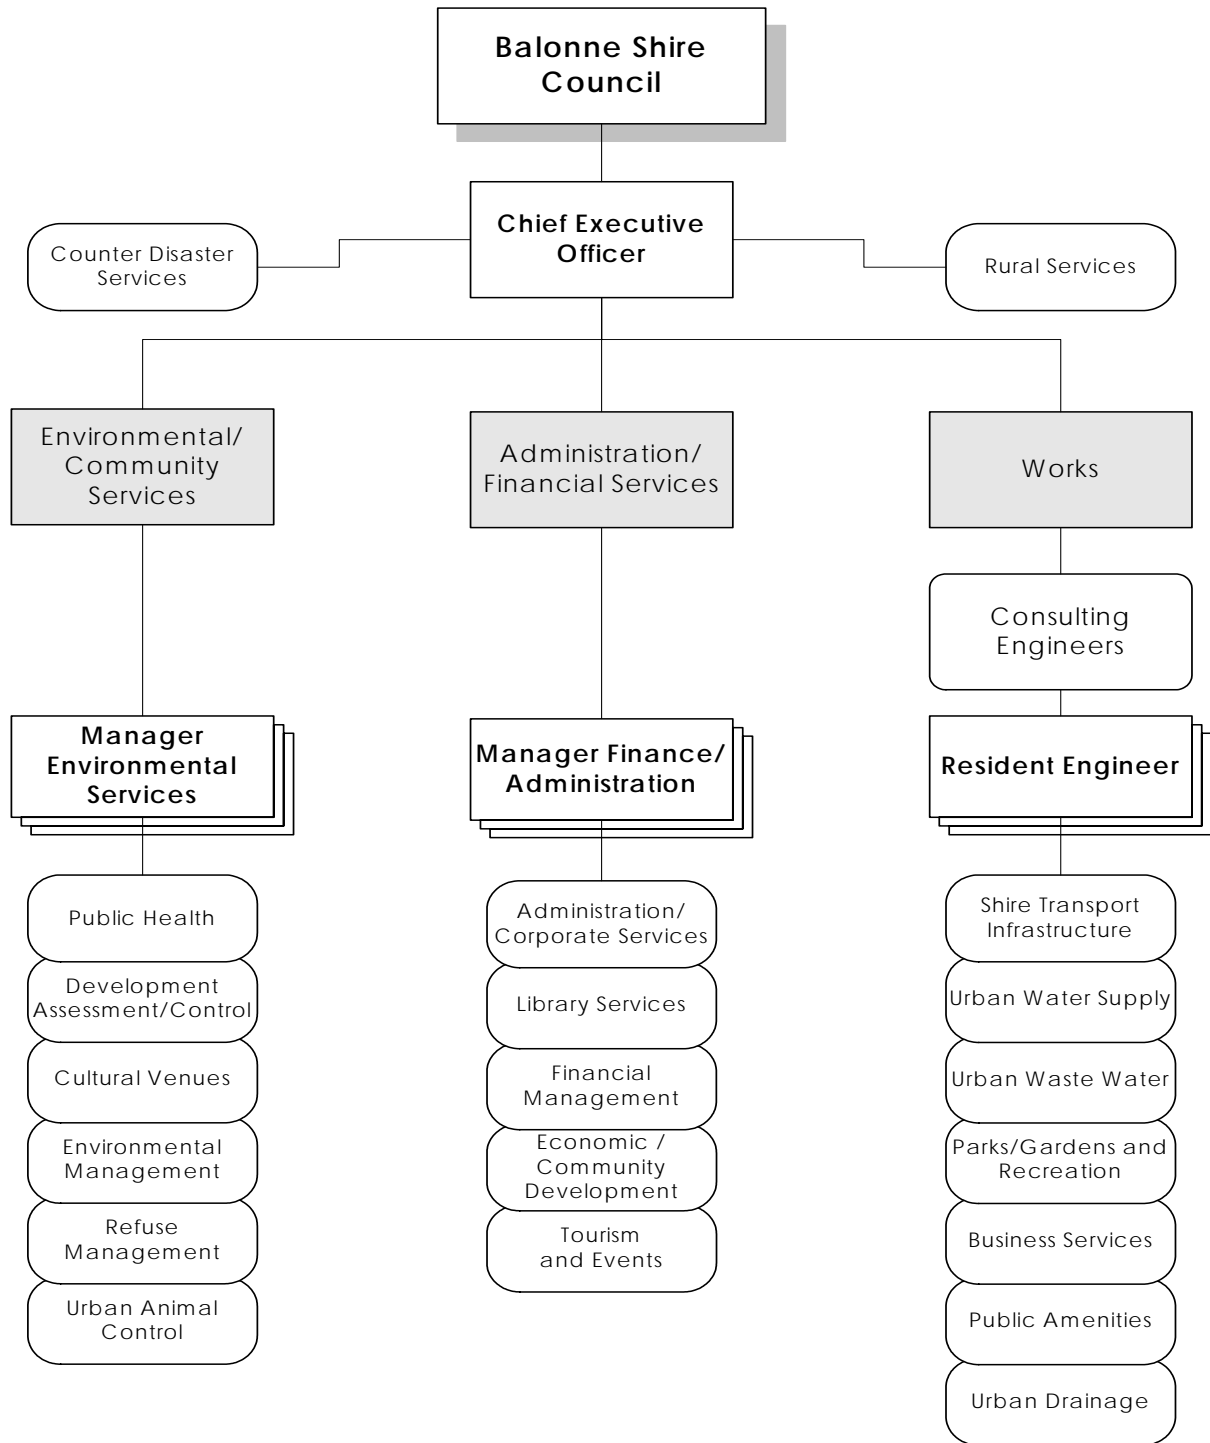 Balonne Shire
Council
Chief Executive
Officer
Counter Disaster
Services
Rural Services
Environmental/
Community
Services
Administration/
Financial Services
Works
Consulting
Engineers
Manager
Environmental
Services
Manager Finance/
Administration
Resident Engineer
Public Health
Development
Assessment/Control
Cultural Venues
Environmental
Management
Refuse
Management
Urban Animal
Control
Administration/
Corporate Services
Library Services
Financial
Management
Economic /
Community
Development
Tourism
and Events
Shire Transport
Infrastructure
Urban Water Supply
Urban Waste Water
Parks/Gardens and
Recreation
Business Services
Public Amenities
Urban Drainage